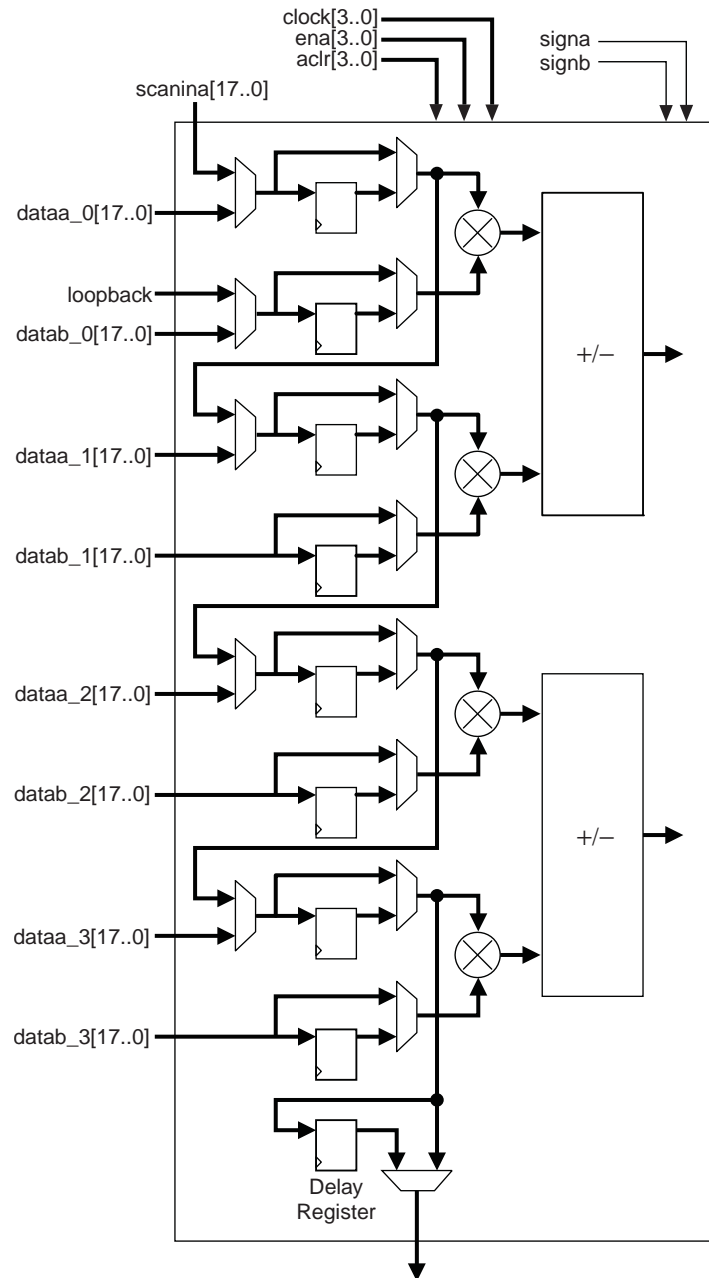 clock[3..0]
ena[3..0]
aclr[3..0]
signa
signb
scanina[17..0]
dataa_0[17..0]
loopback
datab_0[17..0]
+/−
dataa_1[17..0]
datab_1[17..0]
dataa_2[17..0]
datab_2[17..0]
+/−
dataa_3[17..0]
datab_3[17..0]
Delay
Register